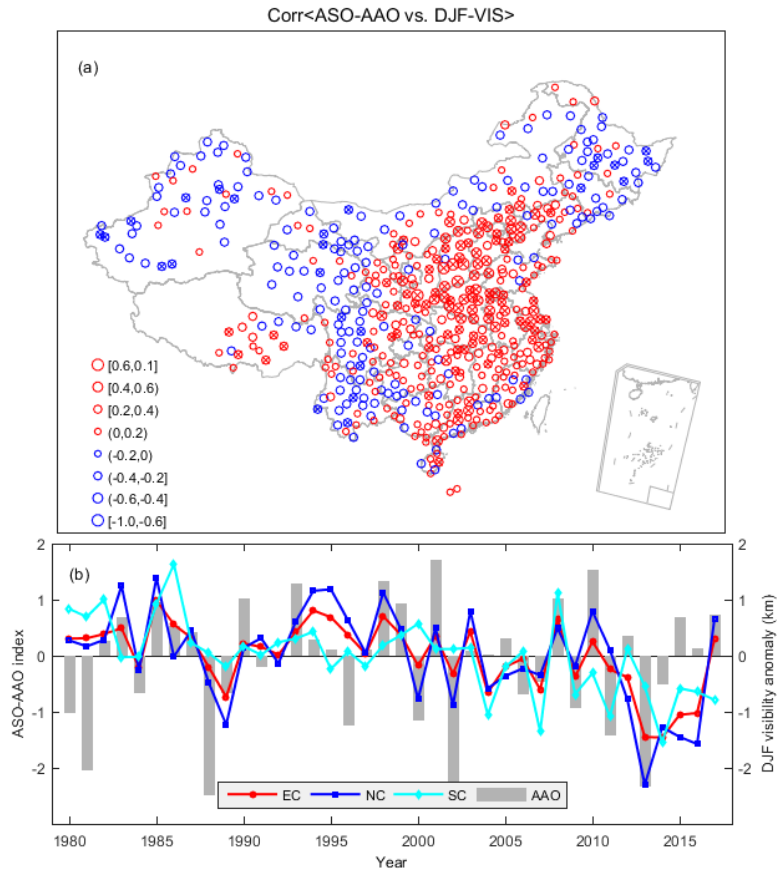 Corr<ASO-AAO vs. DJF-VIS>
(a)
[0.6,0.1]
[0.4,0.6)
[0.2,0.4)
(0,0.2)
(-0.2,0)
(-0.4,-0.2]
(-0.6,-0.4]
[-1.0,-0.6]
(b)
2
1
0
-1
-2
ASO-AAO index
2
1
0
-1
-2
DJF visibility anomaly (km)
EC NC SC AAO
1980 1985 1990 1995 2000 2005 2010 2015
Year